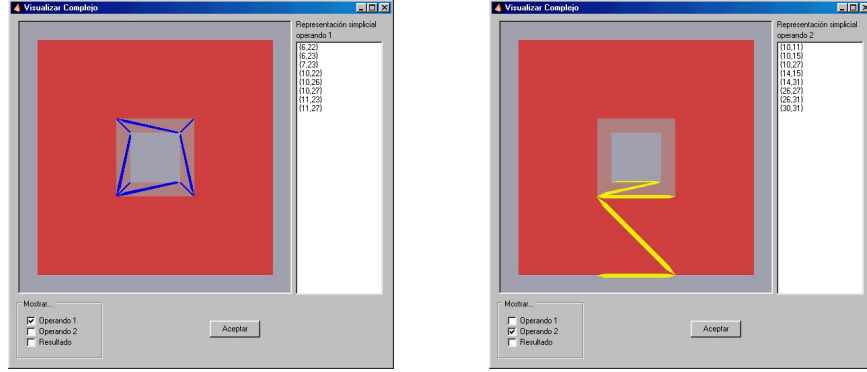 Visualizar Complejo
Representación simplicial
operando 1
{6,22}
{6,23}
{7,23}
{10,22}
{10,26}
{10,27}
{11,23}
{11,27}
Mostrar...
Operando 1
Operando 2
Resultado
Aceptar
Visualizar Complejo
Representación simplicial
operando 2
{10,11}
{10,15}
{10,27}
{14,15}
{14,31}
{26,27}
{26,31}
{30,31}
Mostrar...
Operando 1
Operando 2
Resultado
Aceptar